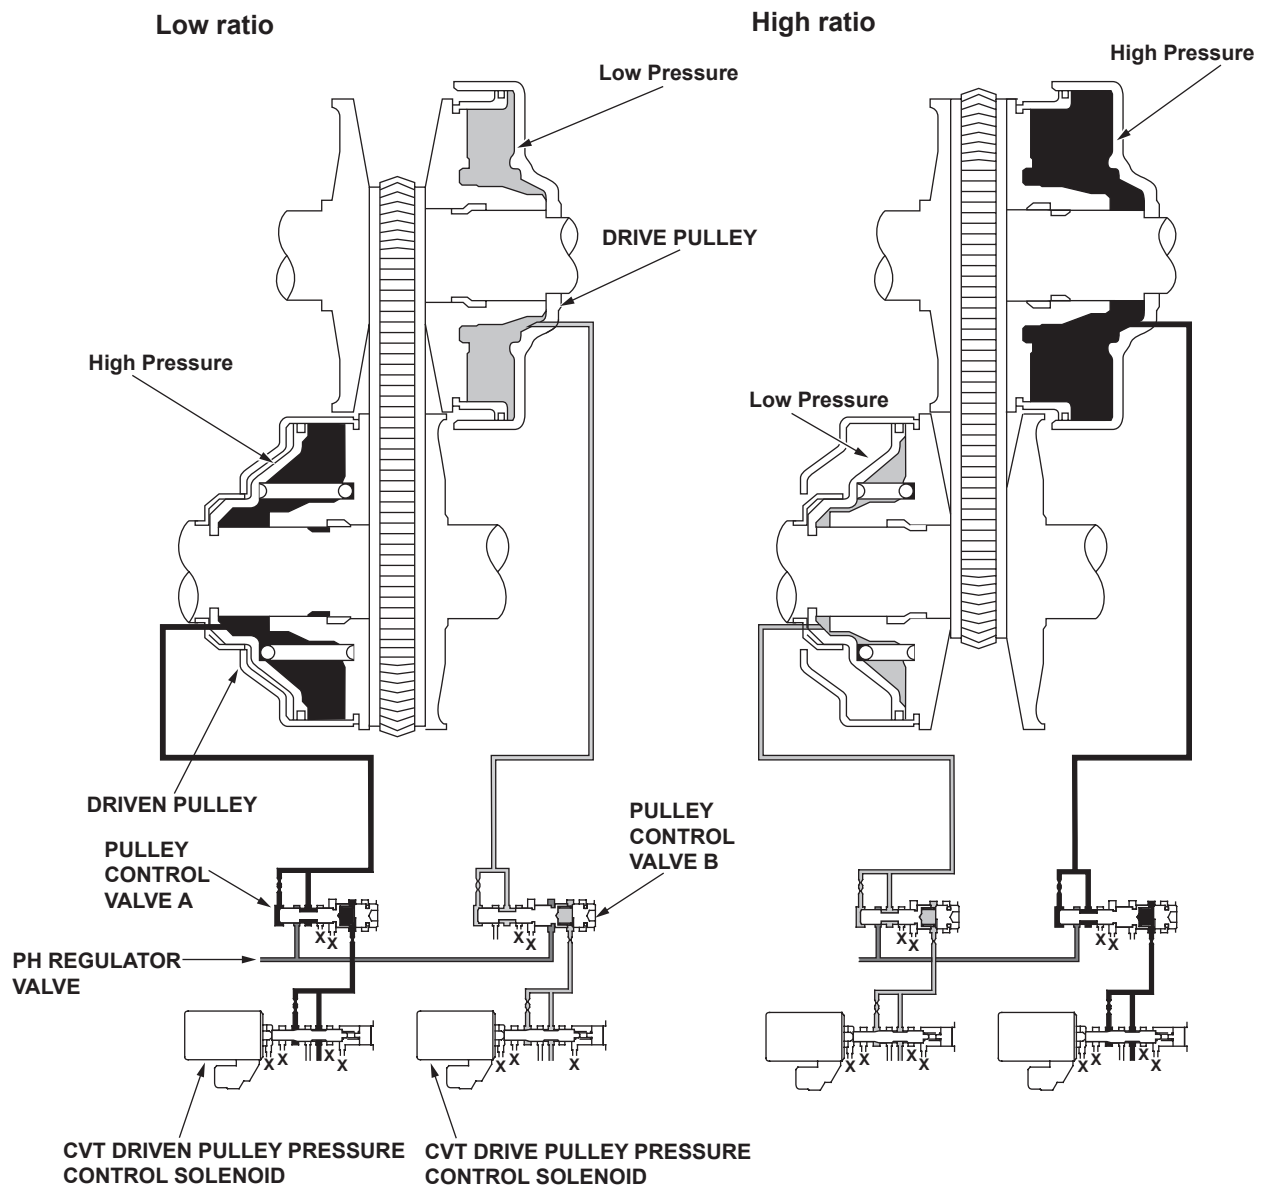 Low ratio
High ratio
Low Pressure
High Pressure
DRIVE PULLEY
High Pressure
Low Pressure
DRIVEN PULLEY
PULLEY
CONTROL
VALVE A
PULLEY
CONTROL
VALVE B
PH REGULATOR
VALVE
X X
X X
X X
X X
X X X X
X X X
X X X X
X X X X
CVT DRIVEN PULLEY PRESSURE
CONTROL SOLENOID
CVT DRIVE PULLEY PRESSURE
CONTROL SOLENOID